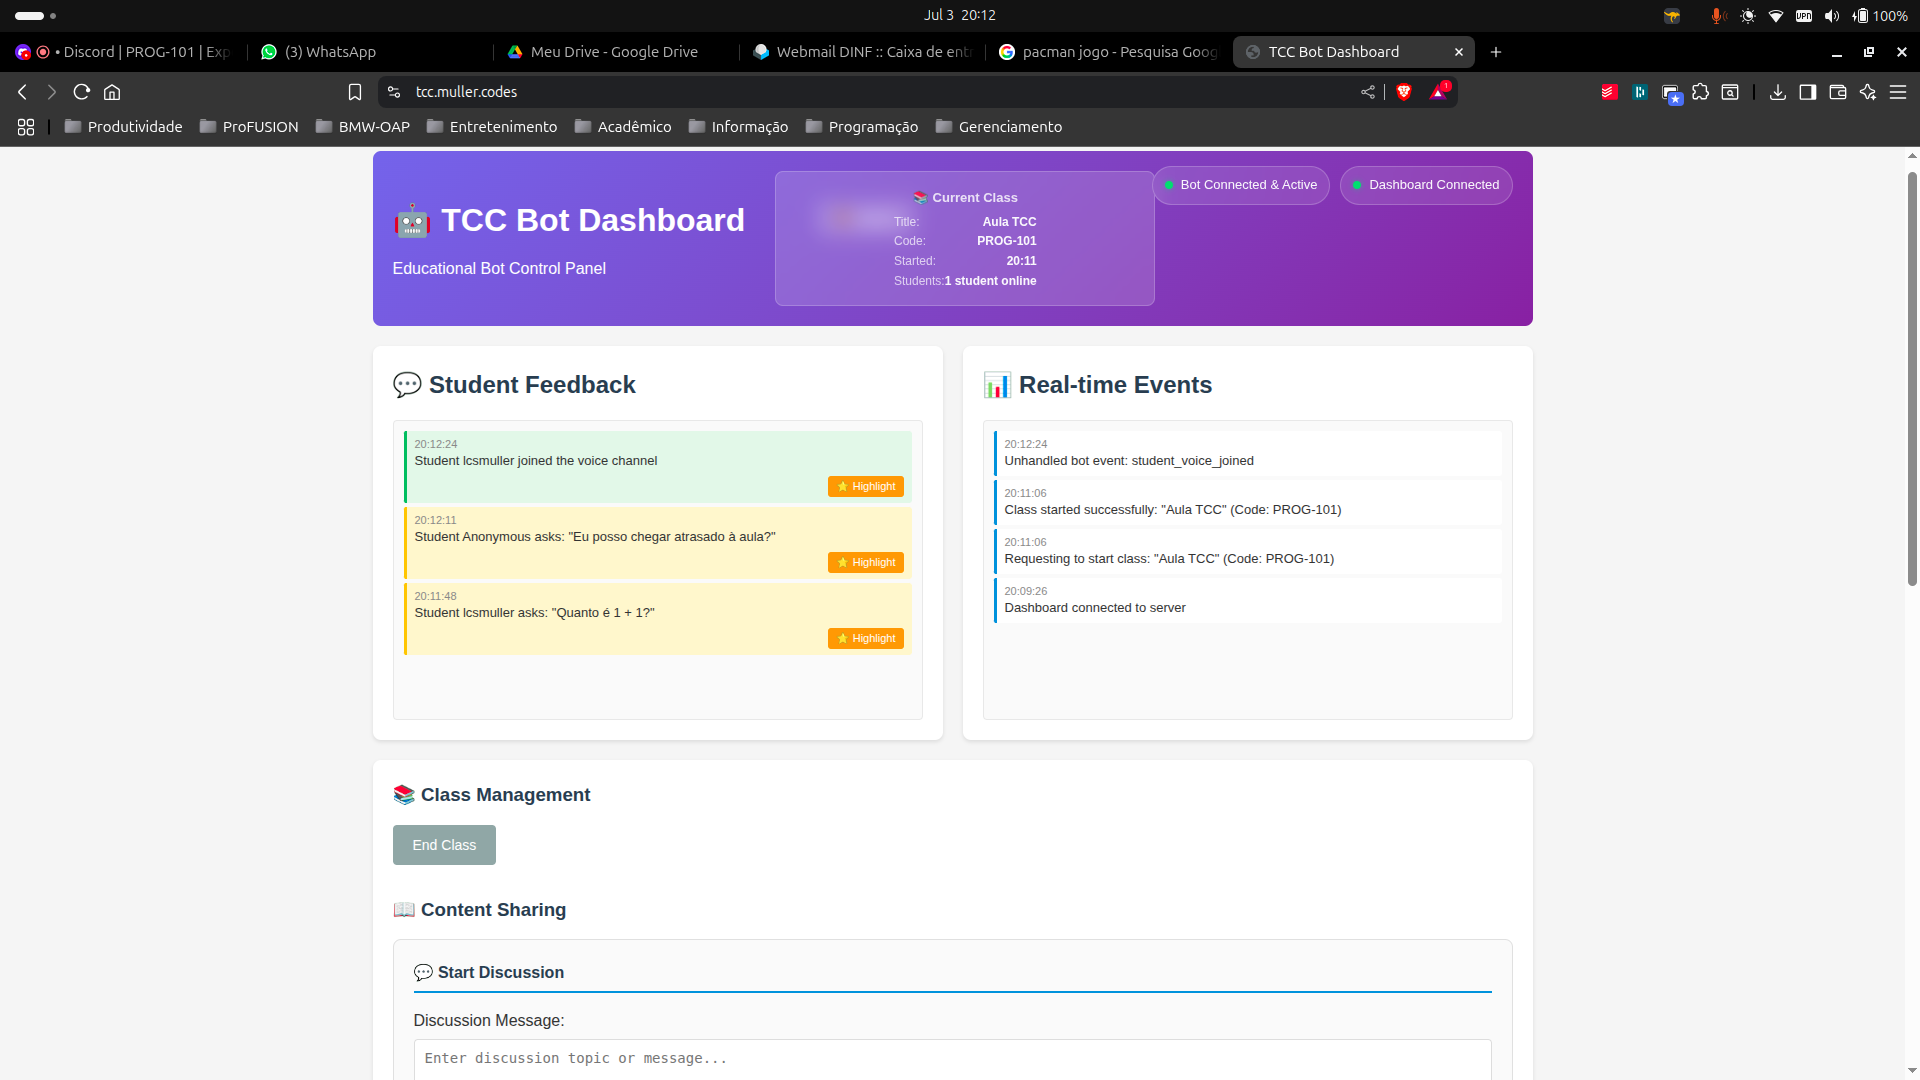 Jul 3 20:12
100%
• Discord | PROG-101 | Exp
(3) WhatsApp
Meu Drive - Google Drive
Webmail DINF :: Caixa de ent
pacman jogo - Pesquisa Goog
TCC Bot Dashboard
tcc.muller.codes
1
Produtividade
ProFUSION
BMW-OAP
Entretenimento
Acadêmico
Informação
Programação
Gerenciamento
🤖 TCC Bot Dashboard
Educational Bot Control Panel
📚 Current Class
Title: Aula TCC
Code: PROG-101
Started: 20:11
Students: 1 student online
Bot Connected & Active
Dashboard Connected
💬 Student Feedback
20:12:24
Student lcsmuller joined the voice channel
⭐ Highlight
20:12:11
Student Anonymous asks: "Eu posso chegar atrasado à aula?"
⭐ Highlight
20:11:48
Student lcsmuller asks: "Quanto é 1 + 1?"
⭐ Highlight
📊 Real-time Events
20:12:24
Unhandled bot event: student_voice_joined
20:11:06
Class started successfully: "Aula TCC" (Code: PROG-101)
20:11:06
Requesting to start class: "Aula TCC" (Code: PROG-101)
20:09:26
Dashboard connected to server
📚 Class Management
End Class
📖 Content Sharing
💬 Start Discussion
Discussion Message:
Enter discussion topic or message...